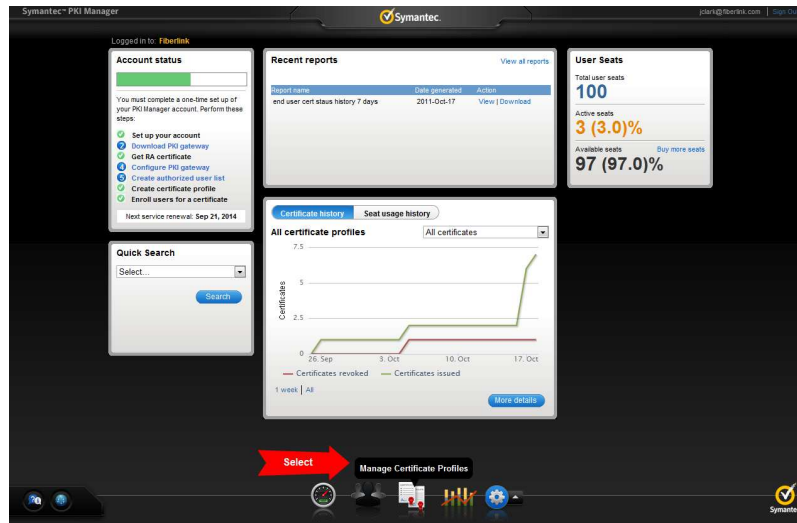 Symantec™ PKI Manager
Symantec.
jclark@fiberlink.com | Sign Ou
Logged in to: Fiberlink
Account status
You must complete a one-time set up of
your PKI Manager account. Perform these
steps:
Set up your account
2 Download PKI gateway
Get RA certificate
4 Configure PKI gateway
5 Create authorized user list
Create certificate profile
Enroll users for a certificate
Next service renewal: Sep 21, 2014
Quick Search
Select...
Search
Recent reports
View all reports
Report name Date generated Action
end user cert staus history 7 days 2011-Oct-17 View | Download
Certificate history Seat usage history
All certificate profiles All certificates
7.5
5
2.5
0
Certificates
26. Sep 3. Oct 10. Oct 17. Oct
Certificates revoked Certificates issued
1 week | All
More details
User Seats
Total user seats
100
Active seats
3 (3.0)%
Available seats Buy more seats
97 (97.0)%
Select
Manage Certificate Profiles
Symante